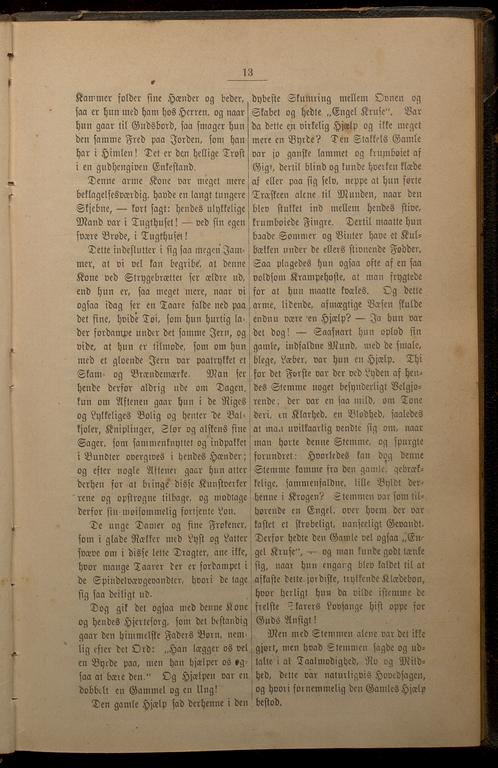 13
Kammer folder sine Hænder og beder,
saa er hun med ham hos Herren, og naar
hun gaar til Gudsbord, saa smager hun
den samme Fred paa Jorden, som han
har i Himlen! Det er den hellige Trøst
i en gudhengiven Enkestand.
Denne arme Kone var meget mere
beklagelsesværdig, havde en langt tungere
Skjebne, — kort sagt: hendes ulykkelige
Mand var i Tugthuset! — ved sin egen
svære Brøde, i Tugthuset!
Dette indeslutter i sig saa megen Jam-
mer, at vi vel kan begribe, at denne
Kone ved Strygebrættet ser ældre ud,
end hun er, saa meget mere, naar vi
ogsaa idag ser en Taare falde ned paa
det fine, hvide Tøi, som hun hurtig la-
der fordampe under det samme Jern, og
vide, at hun er tilmode, som om hun
med et gloende Jern var paatrykket et
Skam- og Brændemærke. Man ser
hende derfor aldrig ude om Dagen,
kun om Aftenen gaar hun i de Riges
og Lykkeliges Bolig og henter de Bal-
kjoler, Kniplinger, Slør og alskens fine
Sager, som sammenknyttet og indpakket
i Bundter overgives i hendes Hænder;
og efter nogle Aftener gaar hun atter
derhen for at bringe disse Kunstverker
rene og opstrøgne tilbage, og modtage
derfor sin møisommelig fortjente Løn.
De unge Damer og fine Frøkener,
som i glade Rækker med Lyst og Latter
svæve om i disse lette Dragter, ane ikke,
hvor mange Taarer der er fordampet i
de Spindelvævgevandter, hvori de tage
sig saa deiligt ud.
Dog gik det ogsaa med denne Kone
og hendes Hjertesorg, som det bestandig
gaar den himmelske Faders Børn, nem-
lig efter det Ord: „Han lægger os vel
en Byrde paa, men han hjælper os og-
saa at bære den.“ Og Hjælpen var en
dobbelt en Gammel og en Ung!
Den gamle Hjælp sad derhenne i den
dybeste Skumring mellem Ovnen og
Skabet og hedte „Engel Kruse“. Var
da dette en virkelig Hjælp og ikke meget
mere en Byrde? Den Stakkels Gamle
var jo ganske lammet og krumbøiet af
Gigt, dertil blind og kunde hverken klæde
af eller paa sig selv, neppe at hun førte
Træskeen alene til Munden, naar den
blev stukket ind mellem hendes stive,
krumbøiede Fingre. Dertil maatte hun
baade Sommer og Vinter have et Kul-
bækken under de ellers stivnende Fødder.
Saa plagedes hun ogsaa ofte af en saa
voldsom Krampehoste, at man frygtede
for at hun maatte kvæles. Og dette
arme, lidende, afmægtige Væsen skulde
endnu være en Hjælp? — Ja hun var
det dog! — Saasnart hun oplod sin
gamle, indfaldne Mund, med de smale,
blege, Læber, var hun en Hjælp. Thi
for det Første var der ved Lyden af hen-
des Stemme noget besynderligt Velgjø-
rende; der var en saa mild, øm Tone
deri, en Klarhed, en Blødhed, saaledes
at man uvilkaarlig vendte sig om, naar
man hørte denne Stemme, og spurgte
forundret: Hvorledes kan dog denne
Stemme komme fra den gamle, gebræk-
kelige, sammenfaldne, lille Byldt der-
henne i Krogen? Stemmen var som til-
hørende en Engel, over hvem der var
kastet et skrøbeligt, uanseligt Gevandt.
Derfor hedte den Gamle vel ogsaa „En-
gel Kruse“, — og man kunde godt tænke
sig, naar hun engang blev kaldet til at
afkaste dette jordiske, trykkende Klædebon,
hvor herligt hun da vilde istemme de
frelste Skarers Lovsange hist oppe for
Guds Ansigt!
Men med Stemmen alene var det ikke
gjort, men hvad Stemmen sagde og ud-
talte i al Taalmodighed, Ro og Mild-
hed, dette var naturligvis Hovedsagen,
og hvori fornemmelig den Gamles Hjælp
bestod.